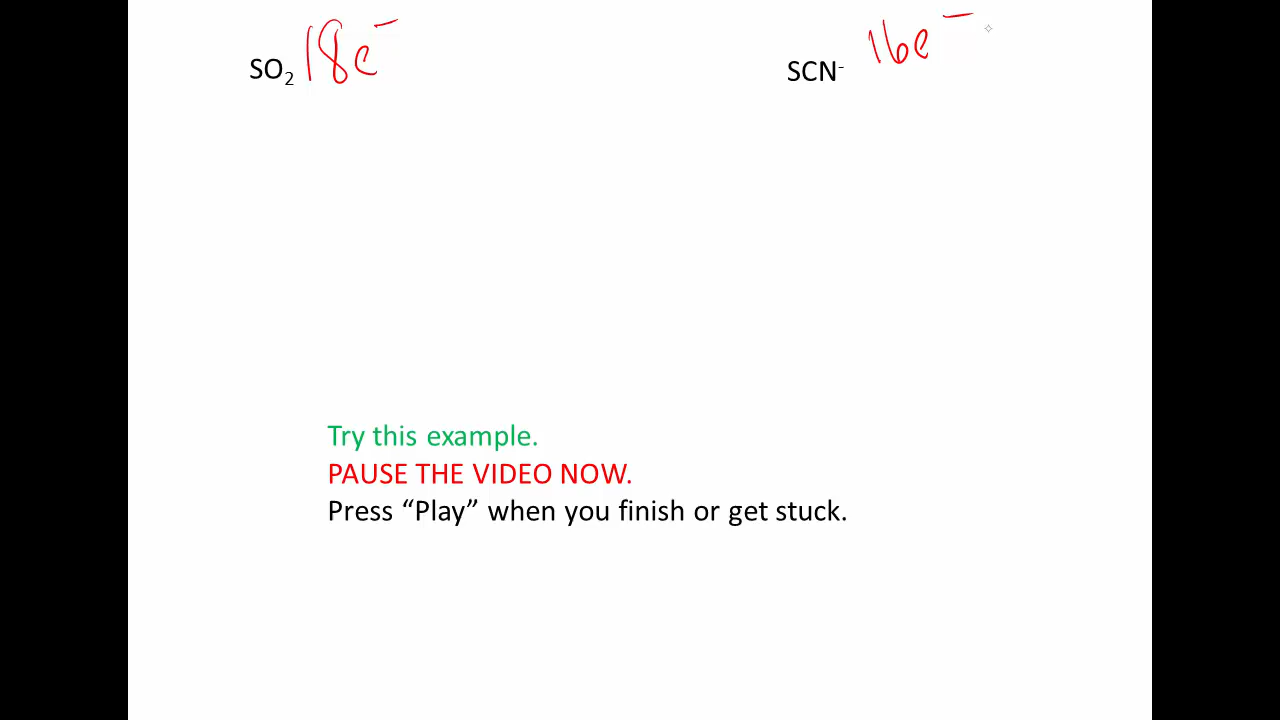 SO₂ 18e⁻
SCN⁻ 16e⁻
Try this example.
PAUSE THE VIDEO NOW.
Press “Play” when you finish or get stuck.